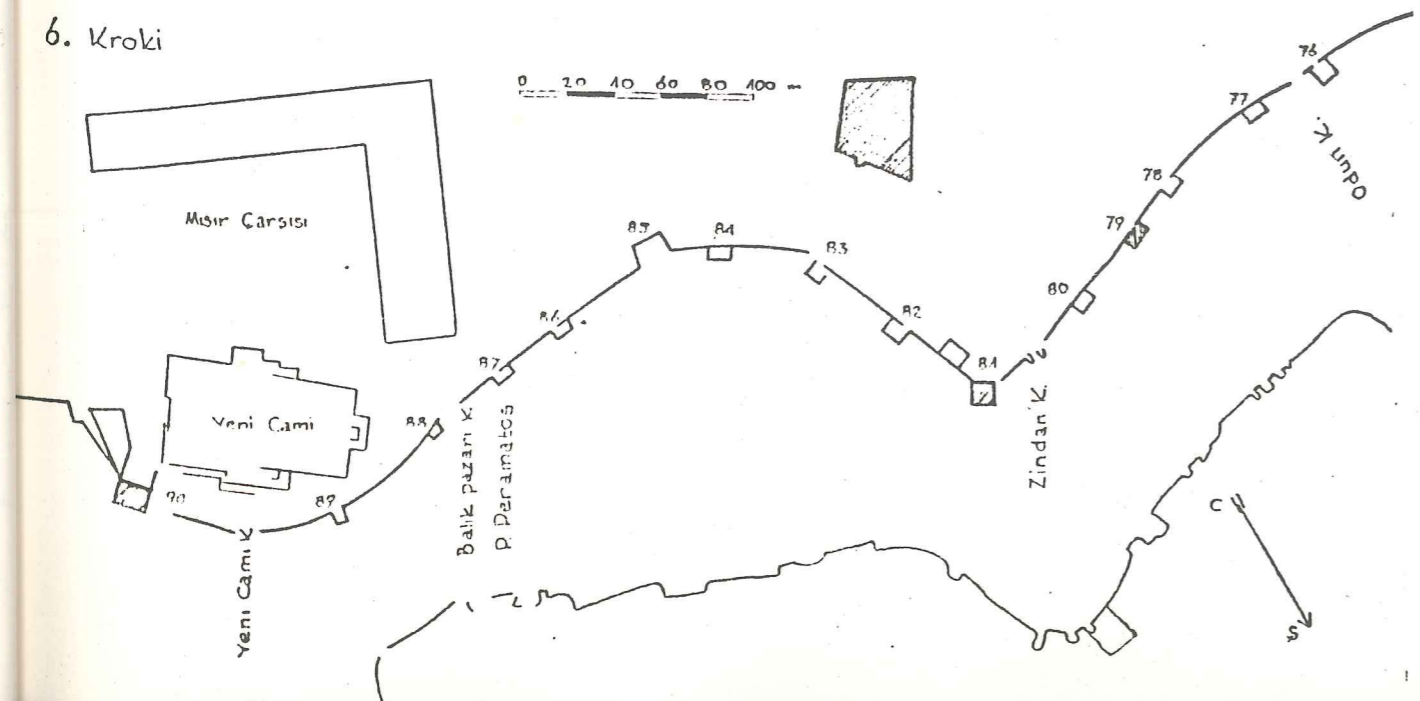 6. Kroki
0 20 40 60 80 100 m
Mısır Çarşısı
Yeni Cami
Yeni Cami K
Balık pazarı K
P. Peramatos
Zindan K.
Odun K.
76
77
78
79
80
81
82
83
84
85
86
87
88
89
90
C
Ş